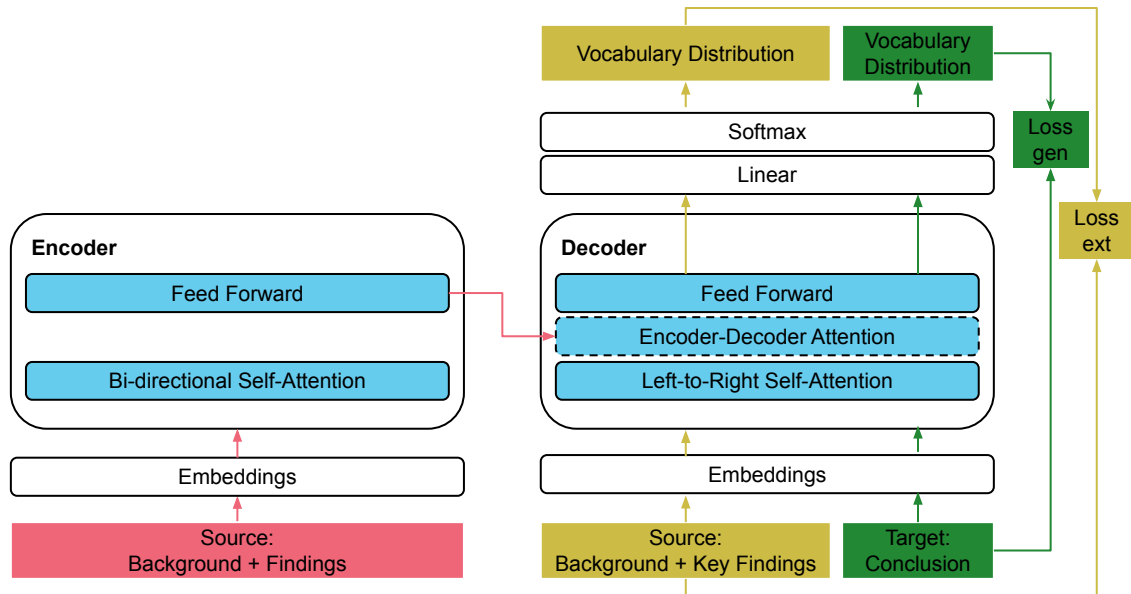 Vocabulary Distribution
Vocabulary
Distribution
Softmax
Loss
gen
Linear
Loss
ext
Encoder
Feed Forward
Bi-directional Self-Attention
Decoder
Feed Forward
Encoder-Decoder Attention
Left-to-Right Self-Attention
Embeddings
Embeddings
Source:
Background + Findings
Source:
Background + Key Findings
Target:
Conclusion